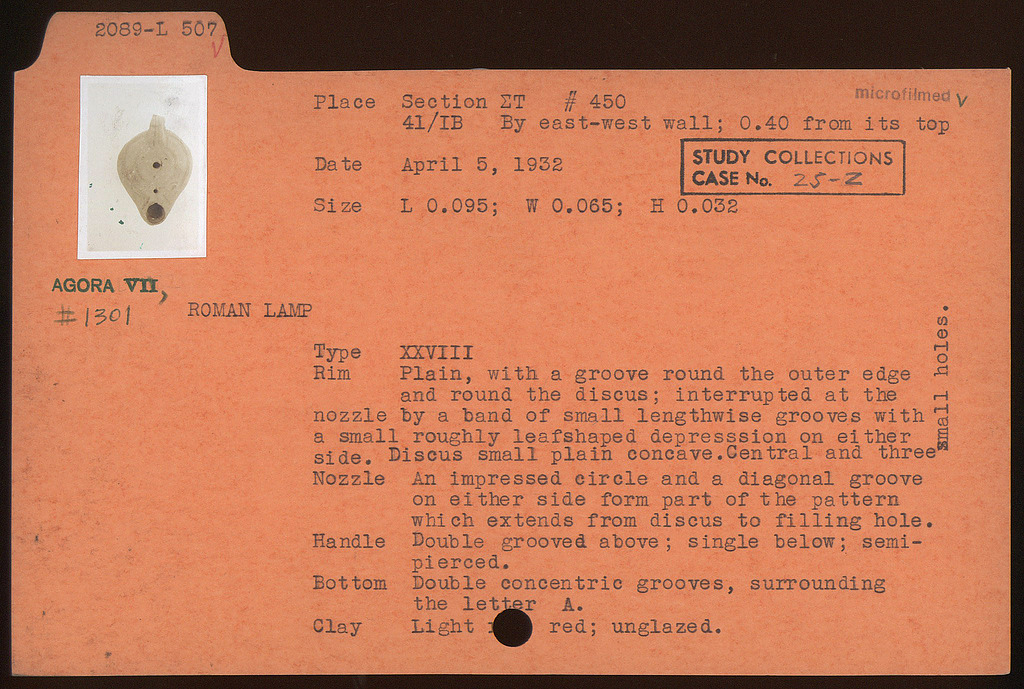 2089-L 507
V
microfilmed V
Place Section ΣΤ # 450
41/IB By east-west wall; 0.40 from its top
Date April 5, 1932
STUDY COLLECTIONS
CASE No. 25-Z
Size L 0.095; W 0.065; H 0.032
AGORA VII,
#1301
ROMAN LAMP
Type XXVIII
Rim Plain, with a groove round the outer edge
and round the discus; interrupted at the
nozzle by a band of small lengthwise grooves with
a small roughly leafshaped depresssion on either
side. Discus small plain concave.Central and three
small holes.
Nozzle An impressed circle and a diagonal groove
on either side form part of the pattern
which extends from discus to filling hole.
Handle Double grooved above; single below; semi-
pierced.
Bottom Double concentric grooves, surrounding
the letter A.
Clay Light red; unglazed.